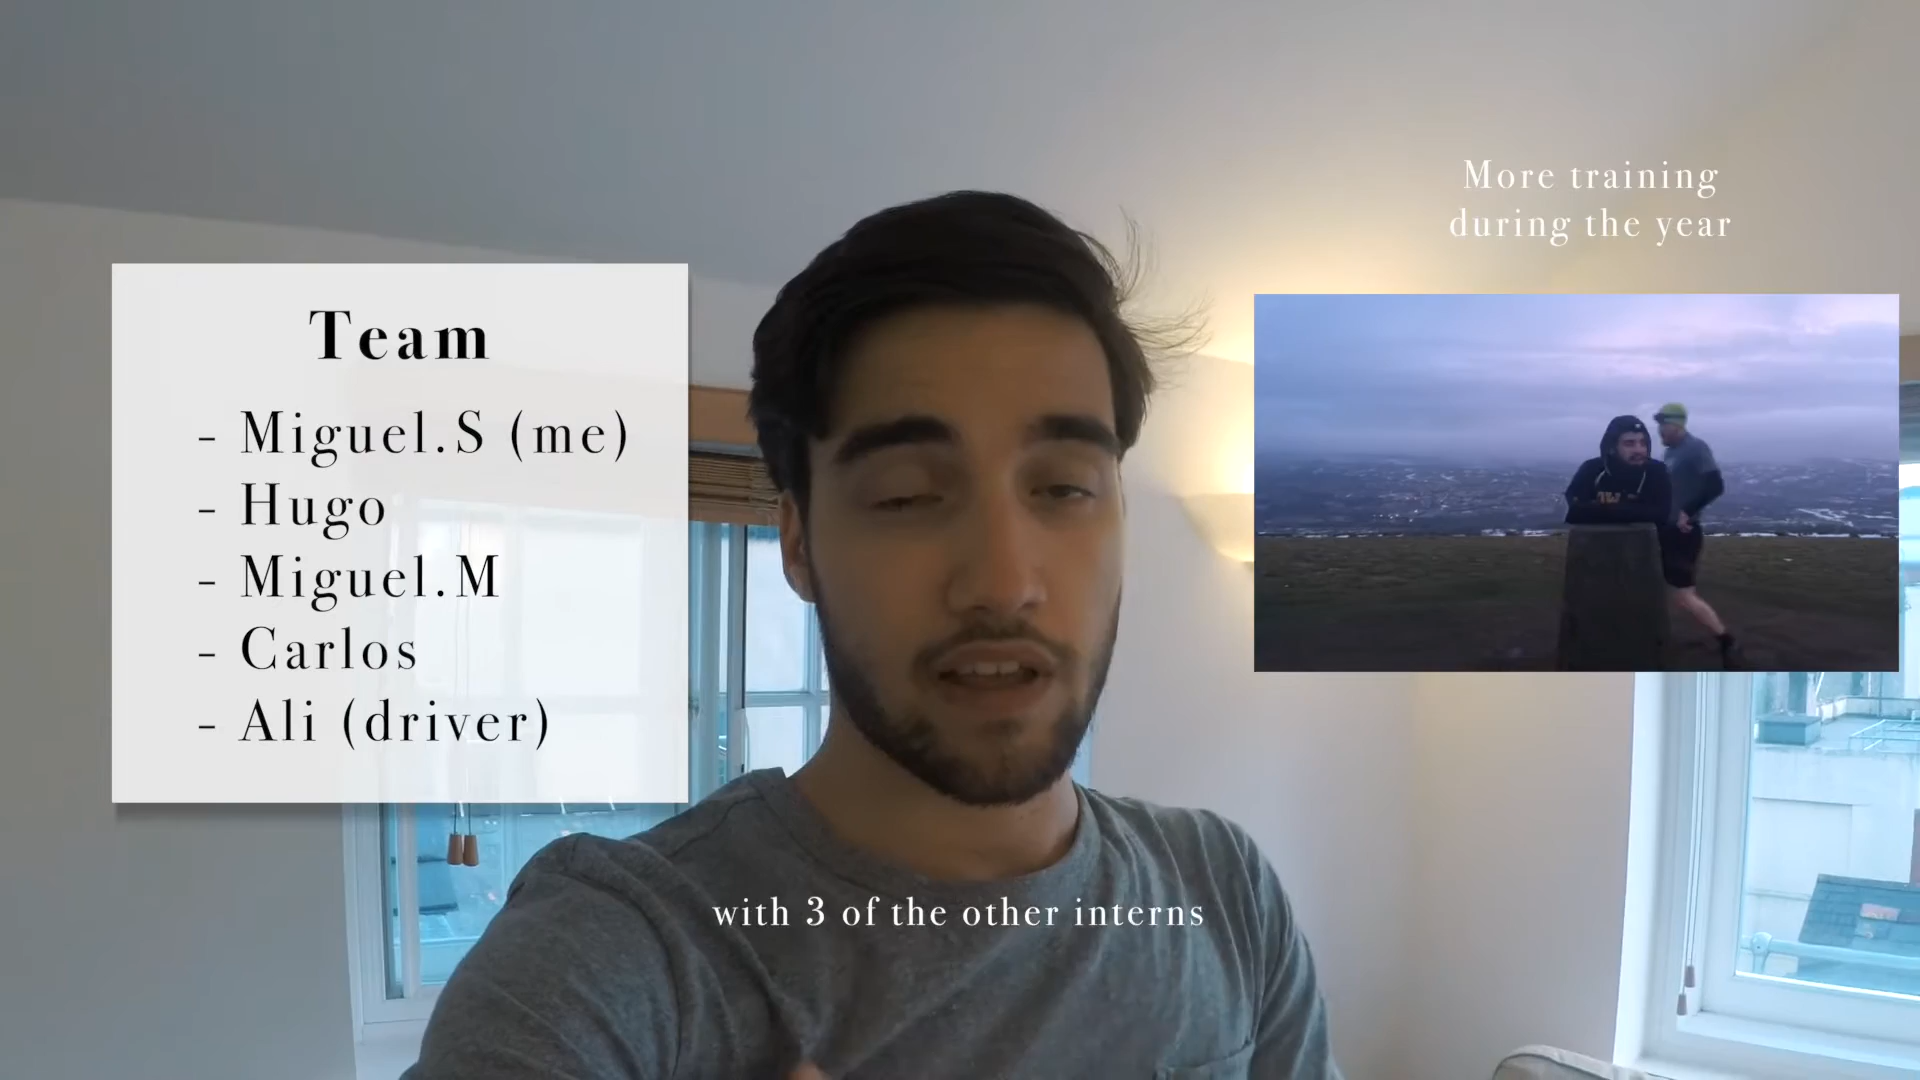 Team
- Miguel.S (me)
- Hugo
- Miguel.M
- Carlos
- Ali (driver)
More training
during the year
with 3 of the other interns